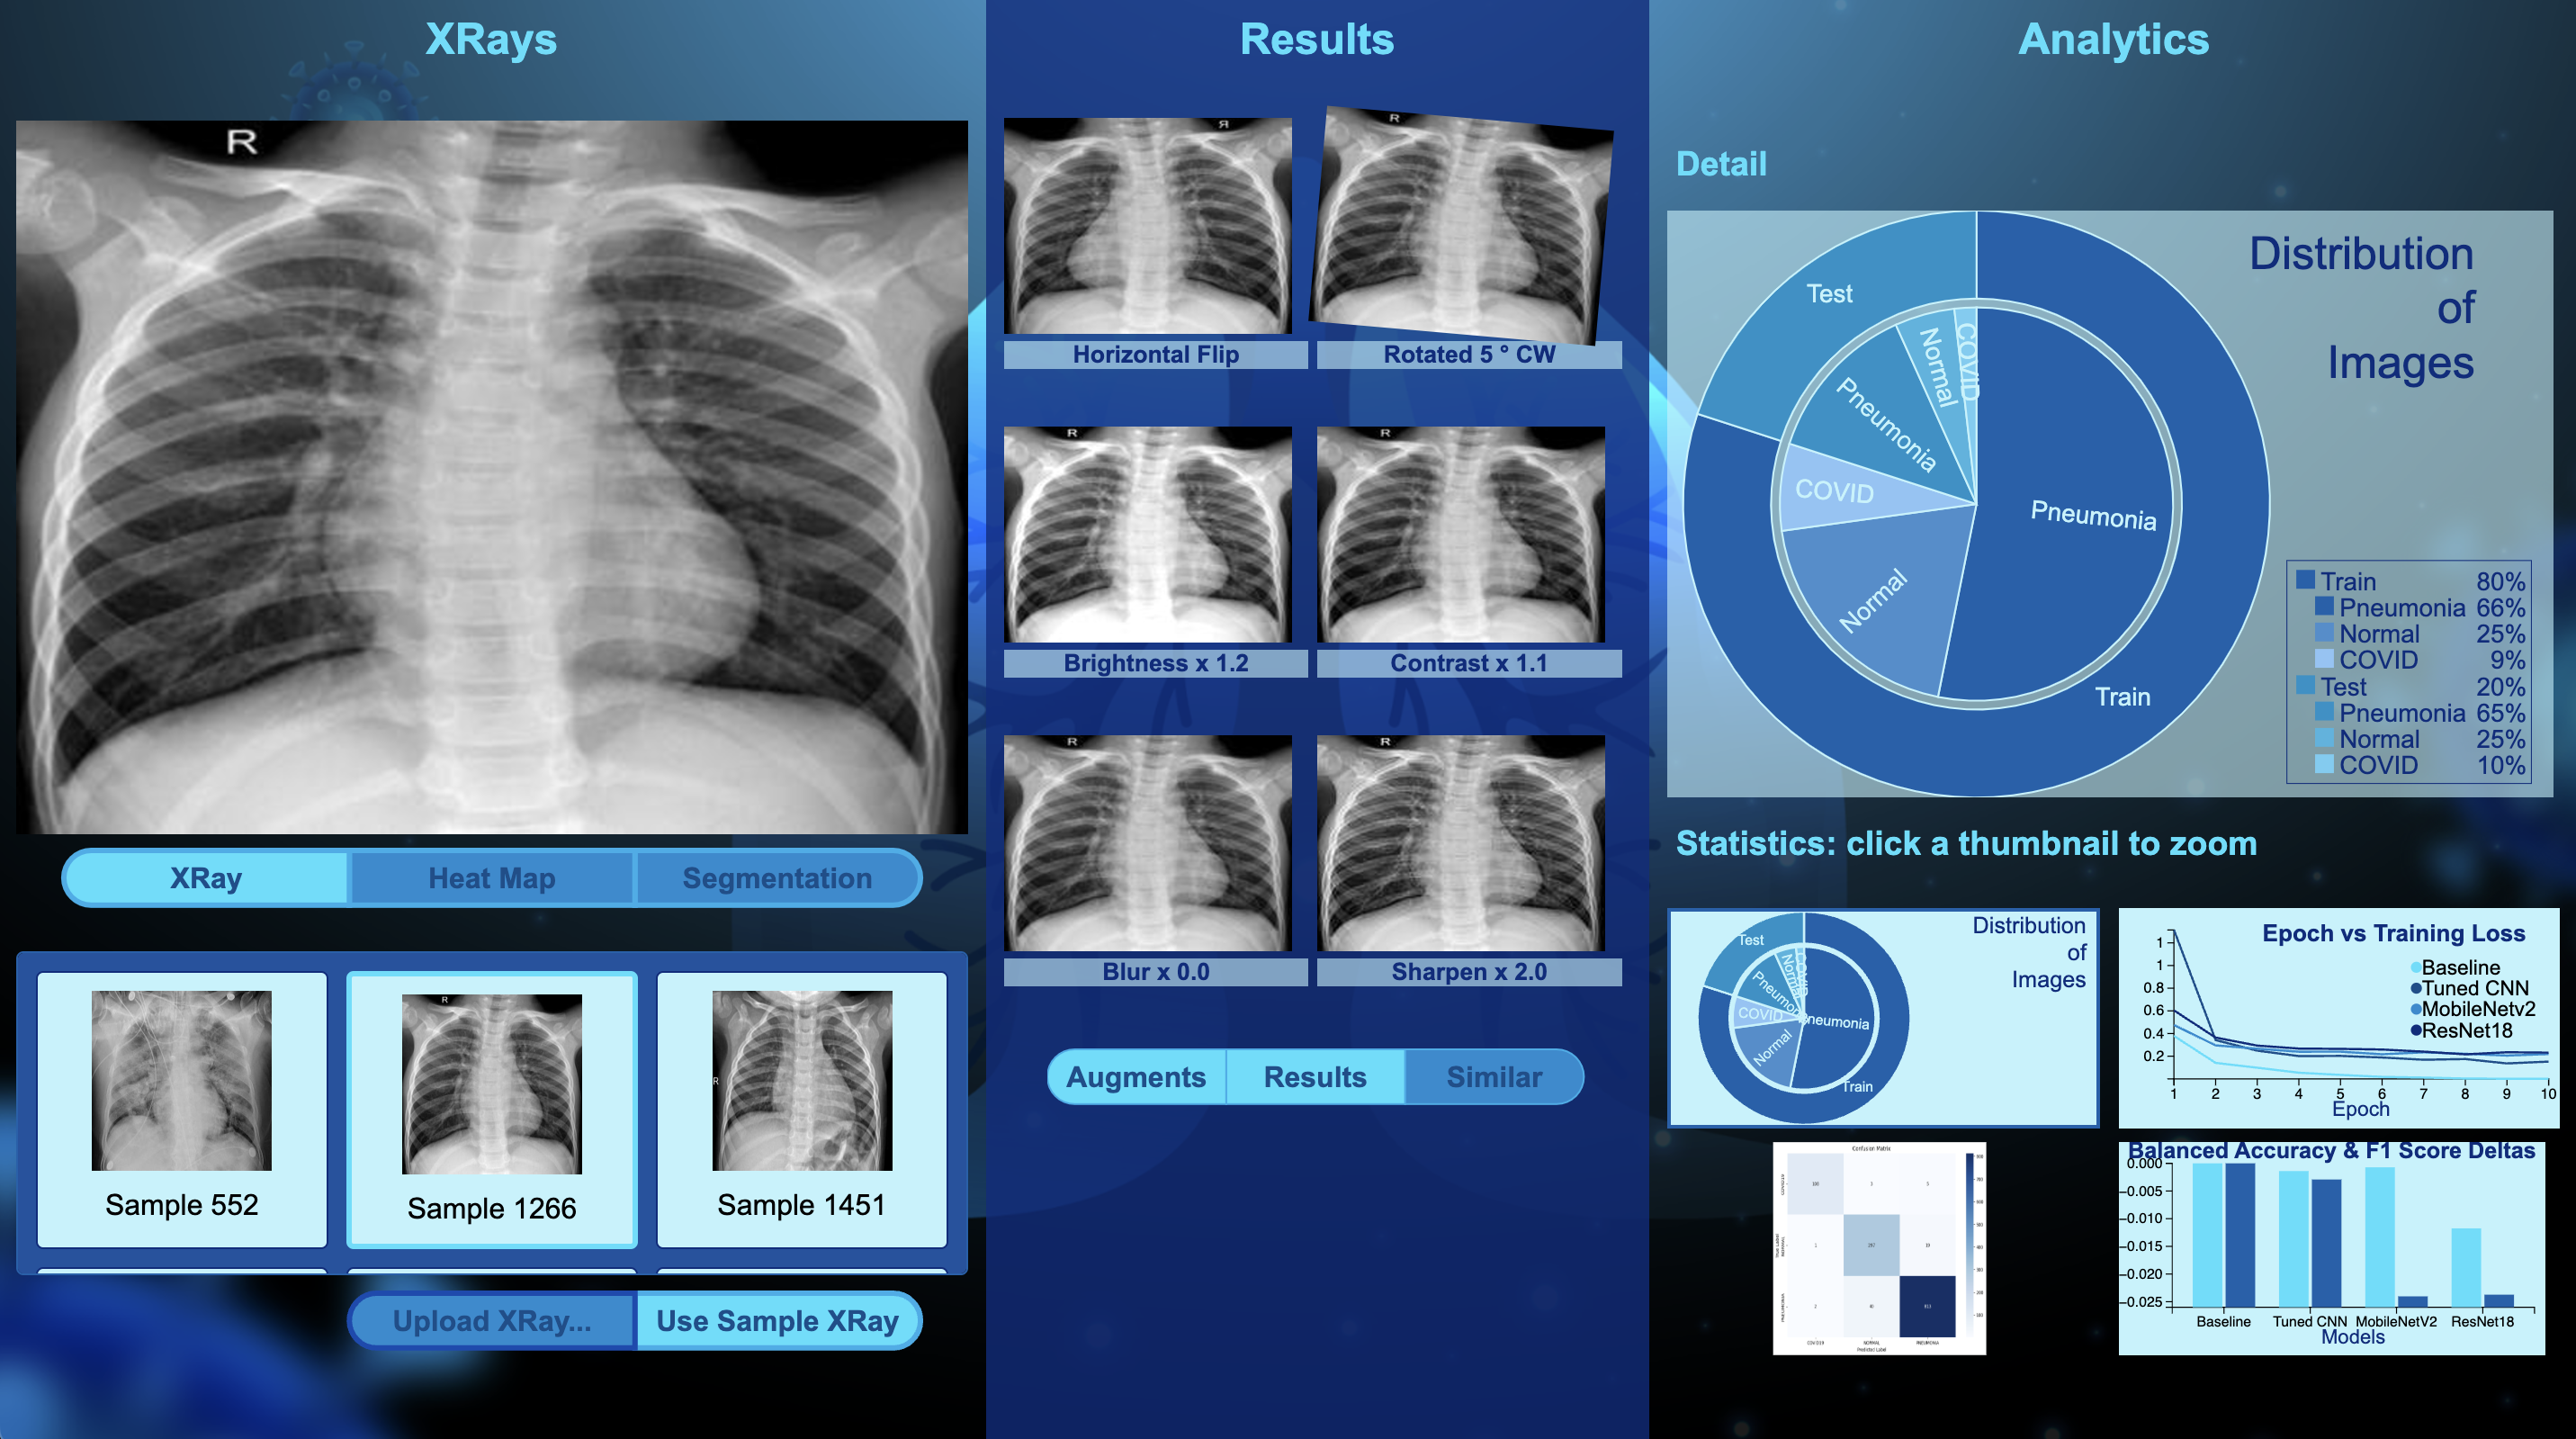 XRays
R
XRay
Heat Map
Segmentation
Sample 552
Sample 1266
R
Sample 1451
R
Upload XRay...
Use Sample XRay
Results
R
R
Horizontal Flip
Rotated 5 ° CW
R
R
Brightness x 1.2
Contrast x 1.1
R
R
Blur x 0.0
Sharpen x 2.0
Augments
Results
Similar
Analytics
Detail
Distribution
of
Images
Test
Normal
COVID
Pneumonia
COVID
Pneumonia
Normal
Train
Train 80%
Pneumonia 66%
Normal 25%
COVID 9%
Test 20%
Pneumonia 65%
Normal 25%
COVID 10%
Statistics: click a thumbnail to zoom
Distribution
of
Images
Test
Normal
COVID
Pneumonia
COVID
Pneumonia
Normal
Train
Epoch vs Training Loss
Baseline
Tuned CNN
MobileNetv2
ResNet18
1
1
0.8
0.6
0.4
0.2
1 2 3 4 5 6 7 8 9 10
Epoch
Confusion Matrix
NORMAL
PNEUMONIA
Predicted Label
Balanced Accuracy & F1 Score Deltas
0.000
−0.005
−0.010
−0.015
−0.020
−0.025
Baseline Tuned CNN MobileNetV2 ResNet18
Models